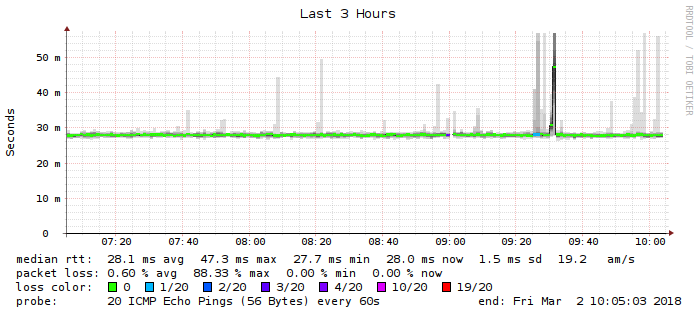 Last 3 Hours
RRDTOOL / TOBI OETIKER
Seconds
50 m
40 m
30 m
20 m
10 m
0
07:20 07:40 08:00 08:20 08:40 09:00 09:20 09:40 10:00
median rtt: 28.1 ms avg 47.3 ms max 27.7 ms min 28.0 ms now 1.5 ms sd 19.2 am/s
packet loss: 0.60 % avg 88.33 % max 0.00 % min 0.00 % now
loss color: 0 1/20 2/20 3/20 4/20 10/20 19/20
probe: 20 ICMP Echo Pings (56 Bytes) every 60s end: Fri Mar 2 10:05:03 2018